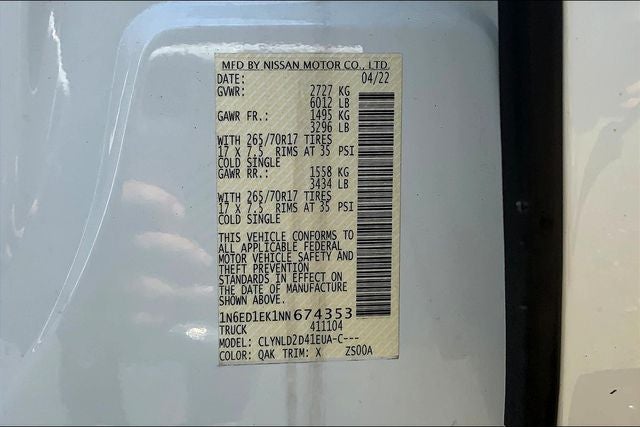 MFD BY NISSAN MOTOR CO., LTD.
DATE: 04/22
GVWR: 2727 KG
6012 LB
GAWR FR.: 1495 KG
3296 LB
WITH 265/70R17 TIRES
17 X 7.5 RIMS AT 35 PSI
COLD SINGLE
GAWR RR.: 1558 KG
3434 LB
WITH 265/70R17 TIRES
17 X 7.5 RIMS AT 35 PSI
COLD SINGLE
THIS VEHICLE CONFORMS TO
ALL APPLICABLE FEDERAL
MOTOR VEHICLE SAFETY AND
THEFT PREVENTION
STANDARDS IN EFFECT ON
THE DATE OF MANUFACTURE
SHOWN ABOVE.
1N6ED1EK1NN674353
TRUCK 411104
MODEL: CLYNLD2D41EUA-C---
COLOR: QAK TRIM: X ZS00A